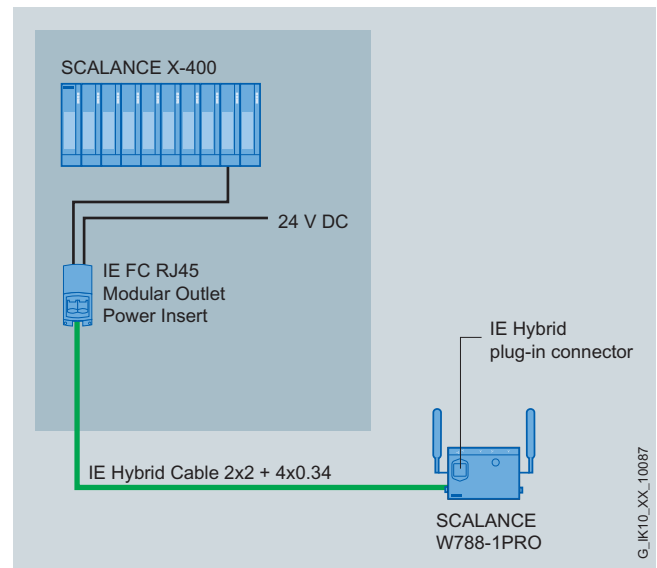 SCALANCE X-400
24 V DC
IE FC RJ45
Modular Outlet
Power Insert
IE Hybrid
plug-in connector
IE Hybrid Cable 2x2 + 4x0.34
SCALANCE
W788-1PRO
G_IK10_XX_10087